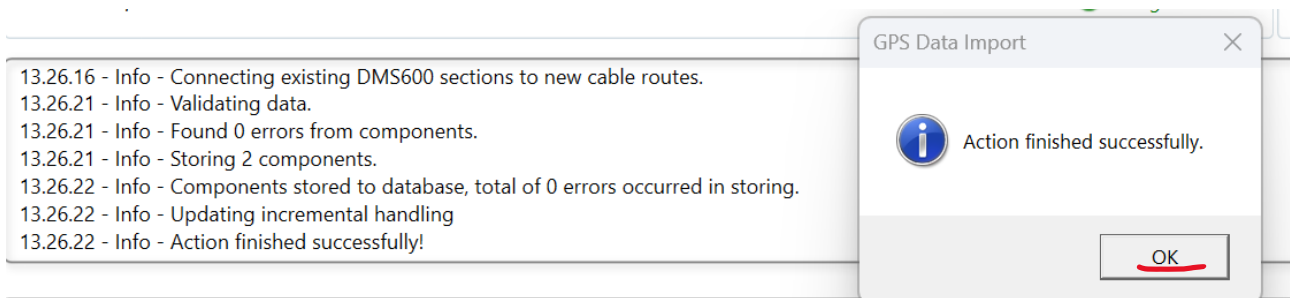 13.26.16 - Info - Connecting existing DMS600 sections to new cable routes.
13.26.21 - Info - Validating data.
13.26.21 - Info - Found 0 errors from components.
13.26.21 - Info - Storing 2 components.
13.26.22 - Info - Components stored to database, total of 0 errors occurred in storing.
13.26.22 - Info - Updating incremental handling
13.26.22 - Info - Action finished successfully!
GPS Data Import
Action finished successfully.
OK